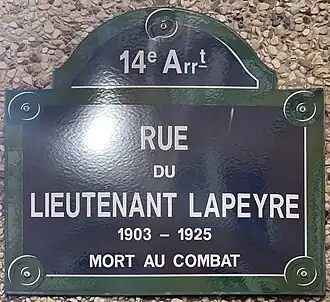 14e Arrt
RUE
DU
LIEUTENANT LAPEYRE
1903 - 1925
MORT AU COMBAT